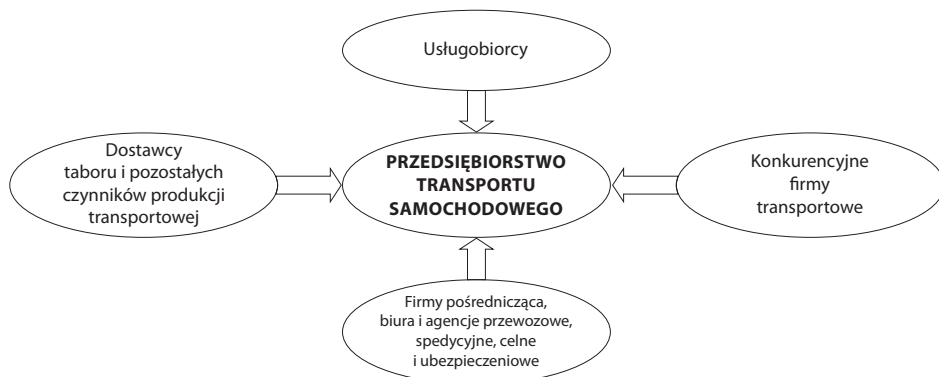 Usługobiorcy
Dostawcy
taboru i pozostałych
czynników produkcji
transportowej
PRZEDSIĘBIORSTWO
TRANSPORTU
SAMOCHODOWEGO
Konkurencyjne
firmy
transportowe
Firmy pośrednicząca,
biura i agencje przewozowe,
spedycyjne, celne
i ubezpieczeniowe